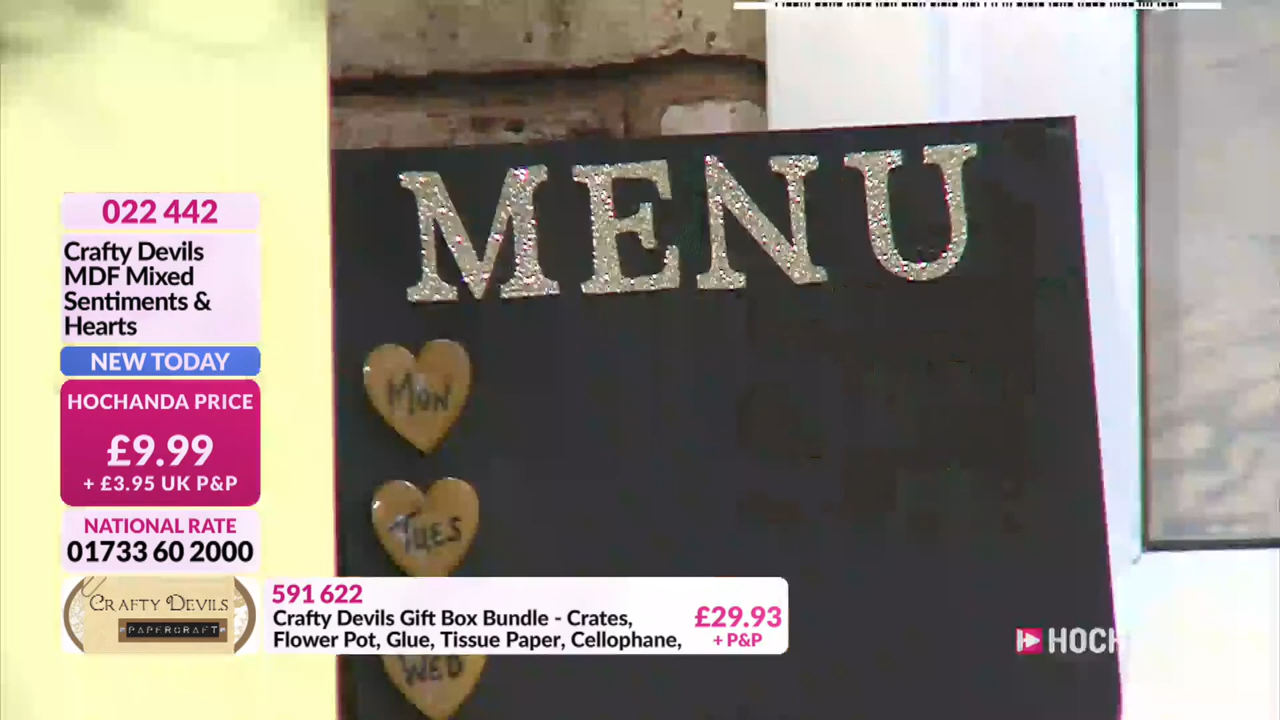 MENU
MON
TUES
WED
022 442
Crafty Devils
MDF Mixed
Sentiments &
Hearts
NEW TODAY
HOCHANDA PRICE
£9.99
+ £3.95 UK P&P
NATIONAL RATE
01733 60 2000
CRAFTY DEVILS
PAPERCRAFT
591 622
Crafty Devils Gift Box Bundle - Crates,
Flower Pot, Glue, Tissue Paper, Cellophane,
£29.93
+ P&P
HOCH